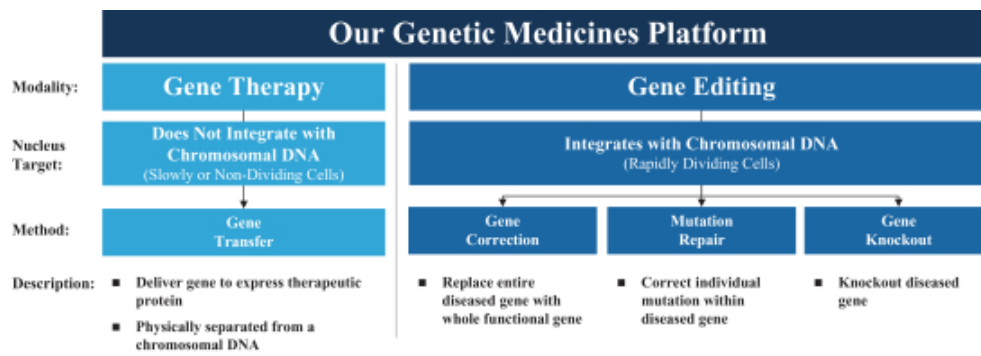 Our Genetic Medicines Platform
Modality:
Gene Therapy
Gene Editing
Nucleus
Target:
Does Not Integrate with
Chromosomal DNA
(Slowly or Non-Dividing Cells)
Integrates with Chromosomal DNA
(Rapidly Dividing Cells)
Method:
Gene
Transfer
Gene
Correction
Mutation
Repair
Gene
Knockout
Description:
■ Deliver gene to express therapeutic
protein
■ Physically separated from a
chromosomal DNA
■ Replace entire
diseased gene with
whole functional gene
■ Correct individual
mutation within
diseased gene
■ Knockout diseased
gene